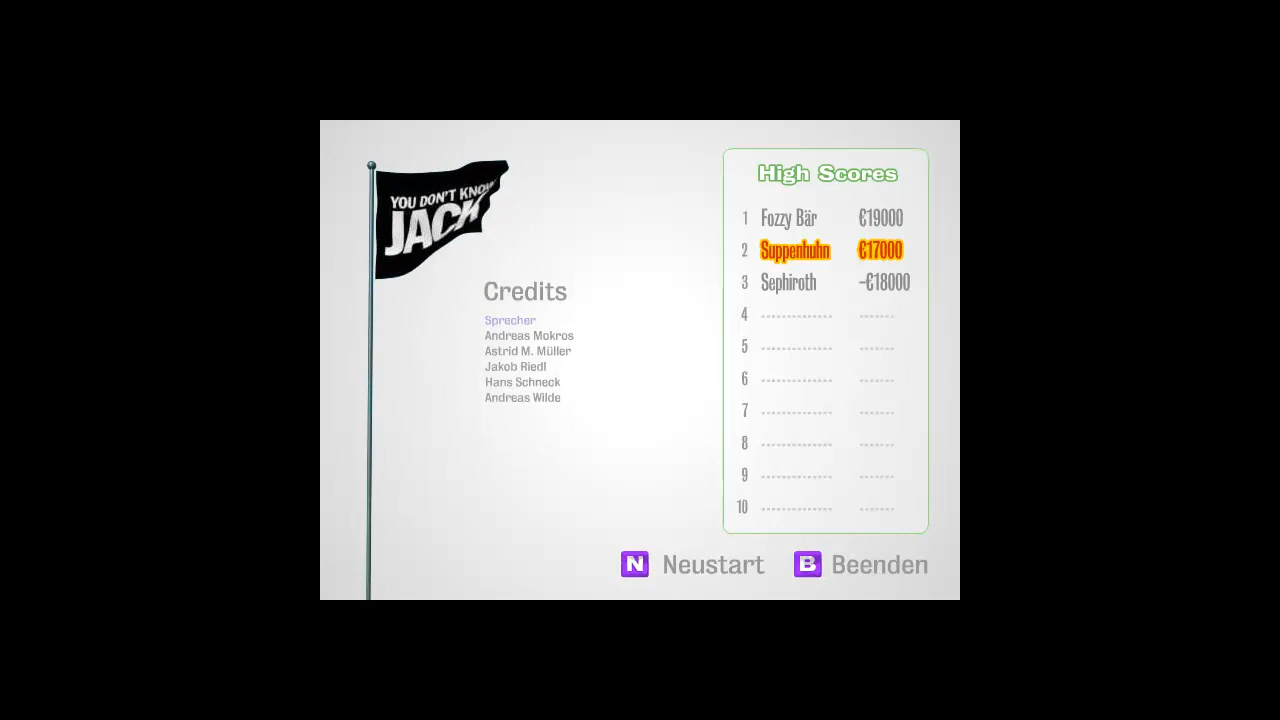 YOU DON'T KNOW
JACK
Credits
Sprecher
Andreas Mokros
Astrid M. Müller
Jakob Riedl
Hans Schneck
Andreas Wilde
High Scores
1 Fozzy Bär €19000
2 Suppenhuhn €17000
3 Sephiroth -€18000
4 ------------- -------
5 ------------- -------
6 ------------- -------
7 ------------- -------
8 ------------- -------
9 ------------- -------
10 ------------- -------
N Neustart B Beenden